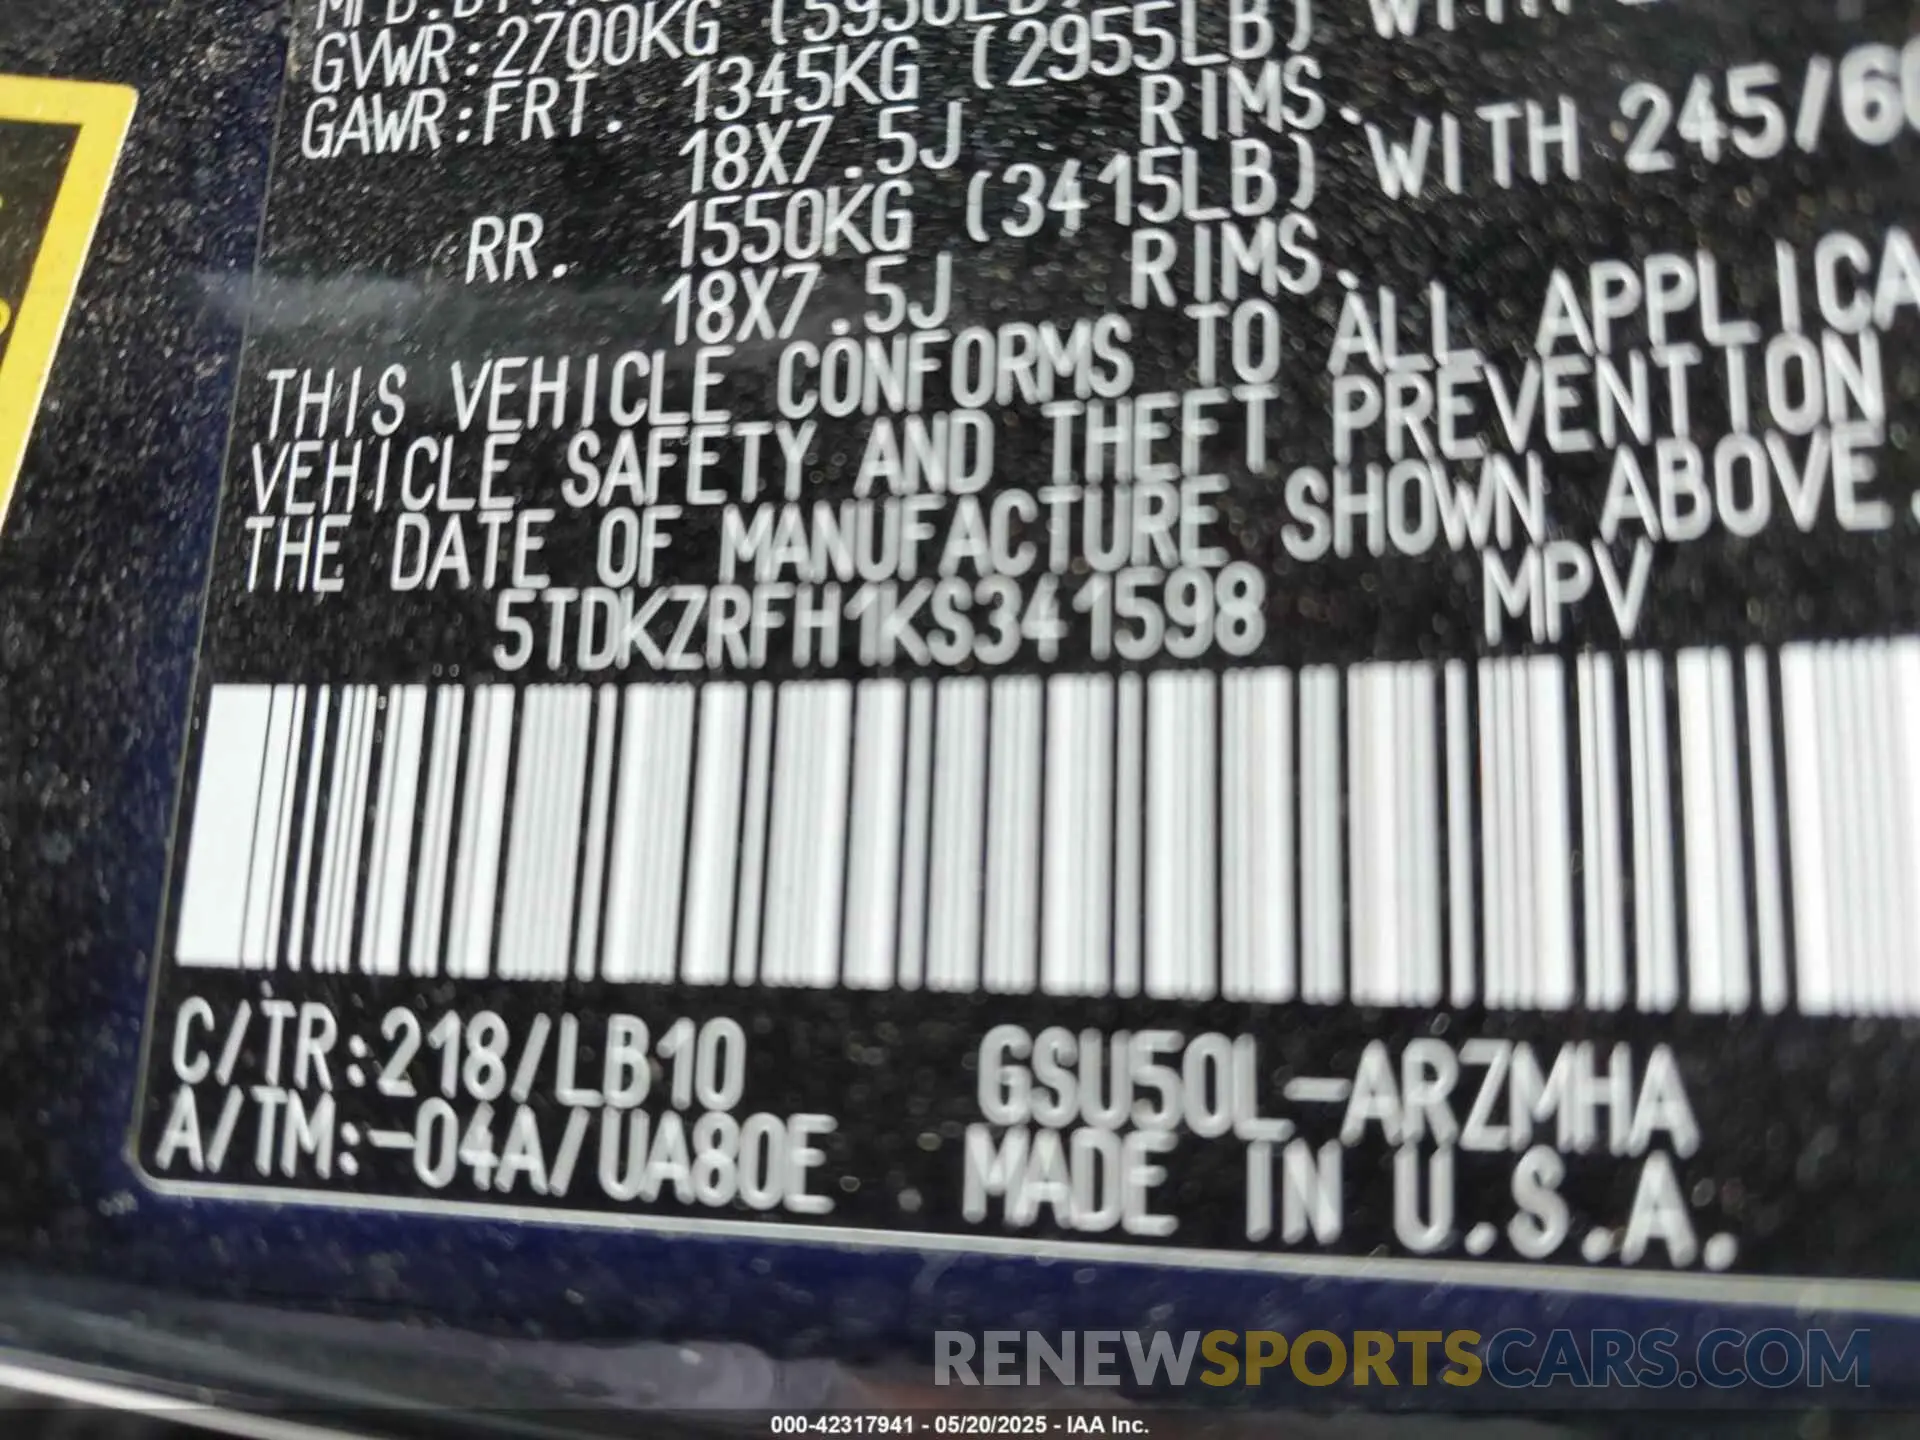 GVWR:2700KG
GAWR:FRT. 1345KG (2955LB) WITH
18X7.5J RIMS.
RR. 1550KG (3415LB) WITH 245/60
18X7.5J RIMS.
THIS VEHICLE CONFORMS TO ALL APPLICA
VEHICLE SAFETY AND THEFT PREVENTION
THE DATE OF MANUFACTURE SHOWN ABOVE.
5TDKZRFH1KS341598 MPV
C/TR:218/LB10 GSU50L-ARZMHA
A/TM:-04A/UA80E MADE IN U.S.A.
RENEWSPORTSCARS.COM
000-42317941 - 05/20/2025 - IAA Inc.